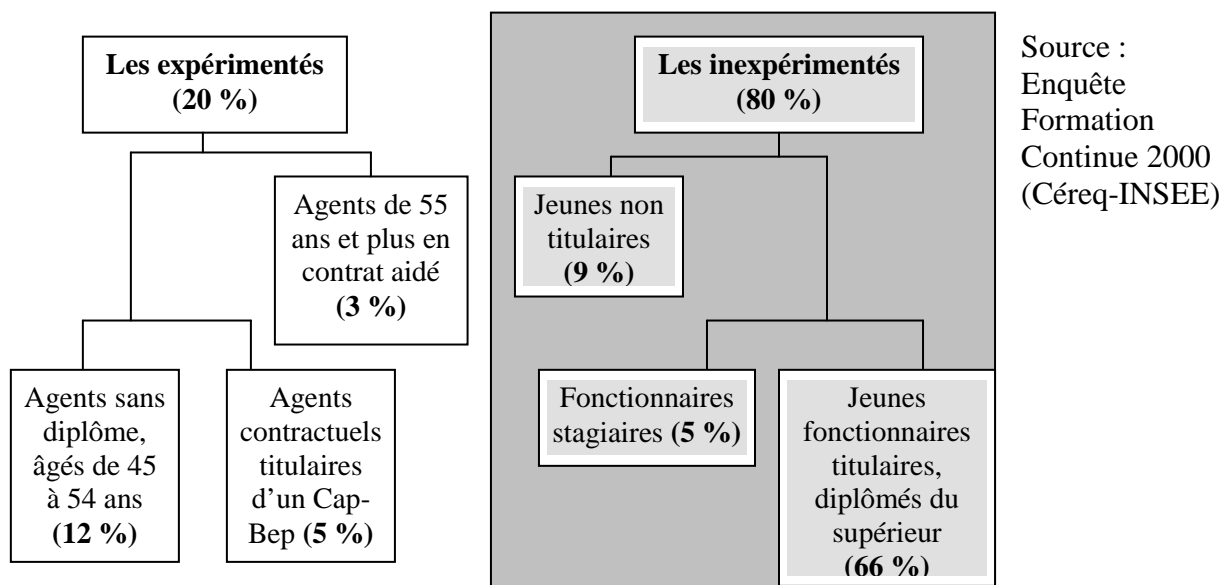 Les expérimentés
(20 %)
Les inexpérimentés
(80 %)
Source :
Enquête
Formation
Continue 2000
(Céreq-INSEE)
Agents de 55
ans et plus en
contrat aidé
(3 %)
Jeunes non
titulaires
(9 %)
Agents sans
diplôme,
âgés de 45
à 54 ans
(12 %)
Agents
contractuels
titulaires
d’un Cap-
Bep (5 %)
Fonctionnaires
stagiaires (5 %)
Jeunes
fonctionnaires
titulaires,
diplômés du
supérieur
(66 %)